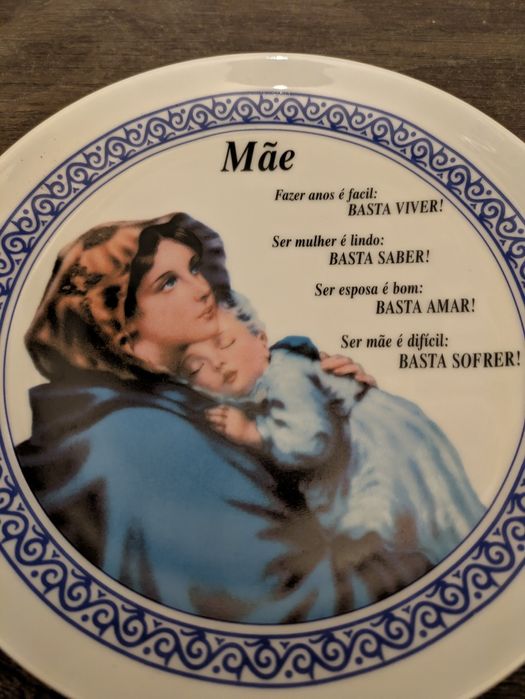 Mãe
Fazer anos é facil:
BASTA VIVER!
Ser mulher é lindo:
BASTA SABER!
Ser esposa é bom:
BASTA AMAR!
Ser mãe é difícil:
BASTA SOFRER!